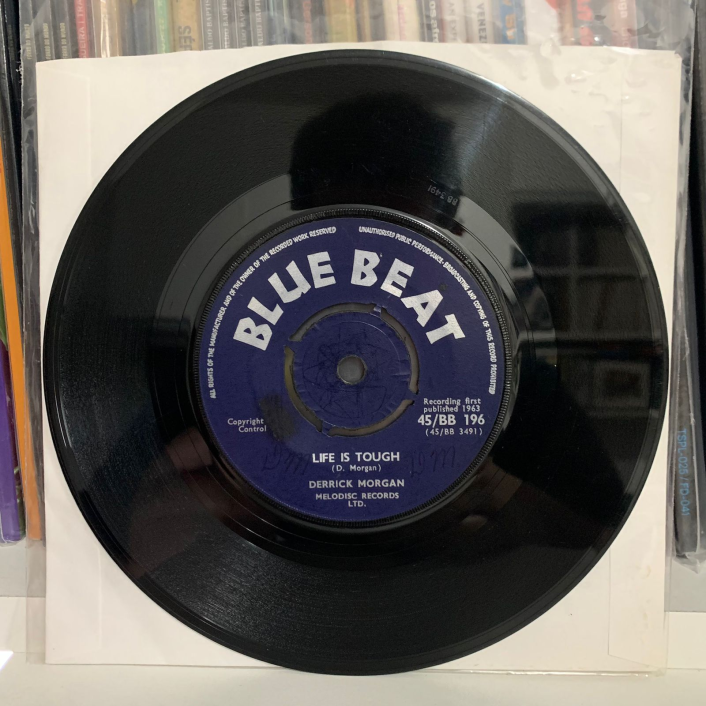 ALL RIGHTS OF THE MANUFACTURER AND OF THE OWNER OF THE RECORDED WORK RESERVED
UNAUTHORISED PUBLIC PERFORMANCE · BROADCASTING AND COPYING OF THIS RECORD PROHIBITED
BLUE BEAT
Recording first
published 1963
45/BB 196
(45/BB 3491)
Copyright
Control
LIFE IS TOUGH
(D. Morgan)
DERRICK MORGAN
MELODISC RECORDS
LTD.
BB 3491